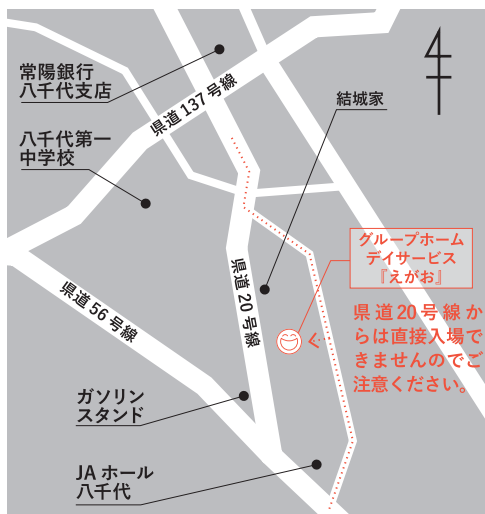 常陽銀行
八千代支店
県道137号線
結城家
八千代第一
中学校
グループホーム
デイサービス
『えがお』
県道20号線
県道56号線
県道20号線か
らは直接入場で
きませんのでご
注意ください。
ガソリン
スタンド
JAホール
八千代